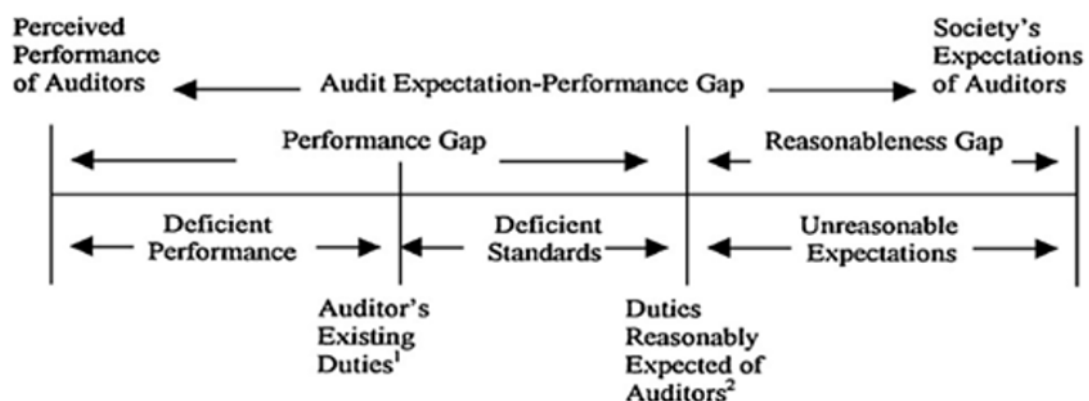 Perceived
Performance
of Auditors
Society's
Expectations
of Auditors
Audit Expectation-Performance Gap
Performance Gap
Reasonableness Gap
Deficient
Performance
Deficient
Standards
Unreasonable
Expectations
Auditor's
Existing
Duties¹
Duties
Reasonably
Expected of
Auditors²